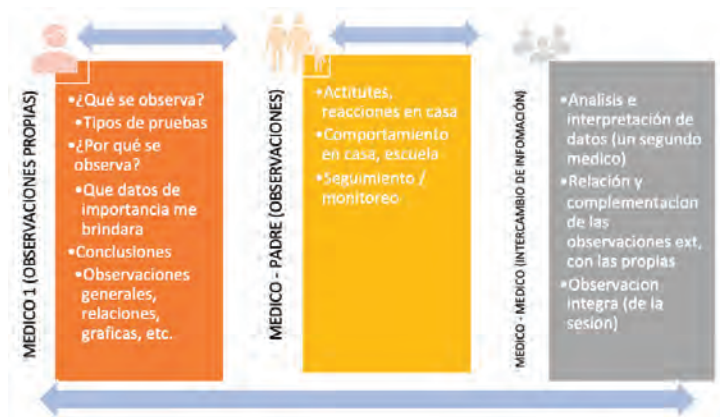 MEDICO 1 (OBSERVACIONES PROPIAS)
•¿Qué se observa?
•Tipos de pruebas
•¿Por qué se
observa?
•Que datos de
importancia me
brindara
•Conclusiones
•Observaciones
generales,
relaciones,
graficas, etc.
MEDICO - PADRE (OBSERVACIONES)
•Actitutes,
reacciones en casa
•Comportamiento
en casa, escuela
•Seguimiento /
monitoreo
MEDICO - MEDICO (INTERCAMBIO DE INFOMACIÓN)
•Analisis e
interpretación de
datos (un segundo
medico)
•Relación y
complementacion
de las
observaciones ext,
con las propias
•Observacion
integra (de la
sesion)